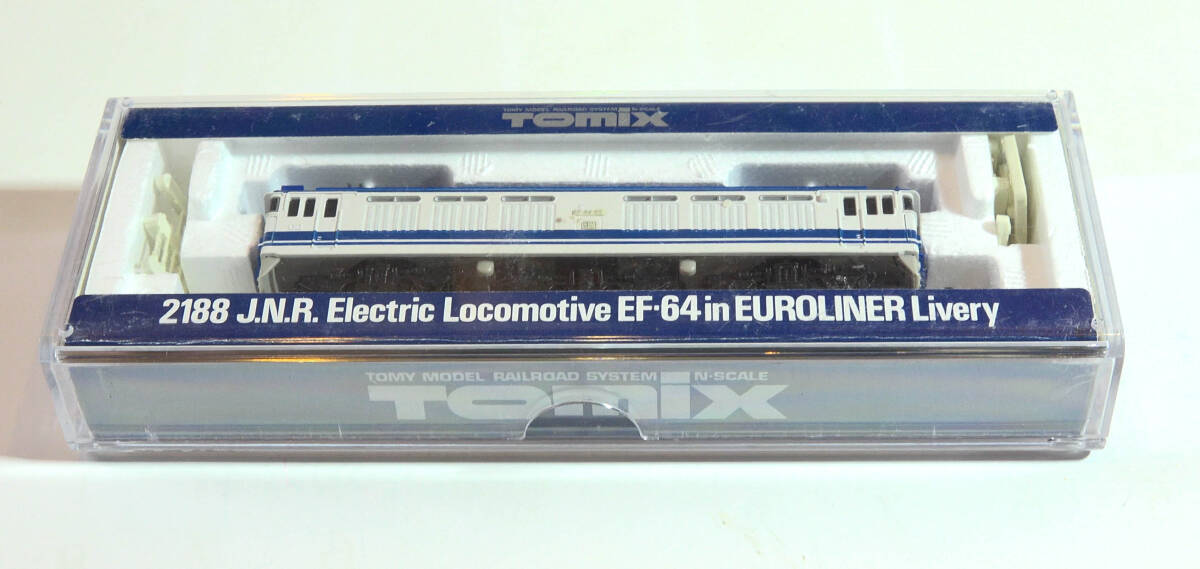 TOMY MODEL RAILROAD SYSTEM N-SCALE
TOMIX
2188 J.N.R. Electric Locomotive EF-64 in EUROLINER Livery
TOMY MODEL RAILROAD SYSTEM N-SCALE
TOMIX